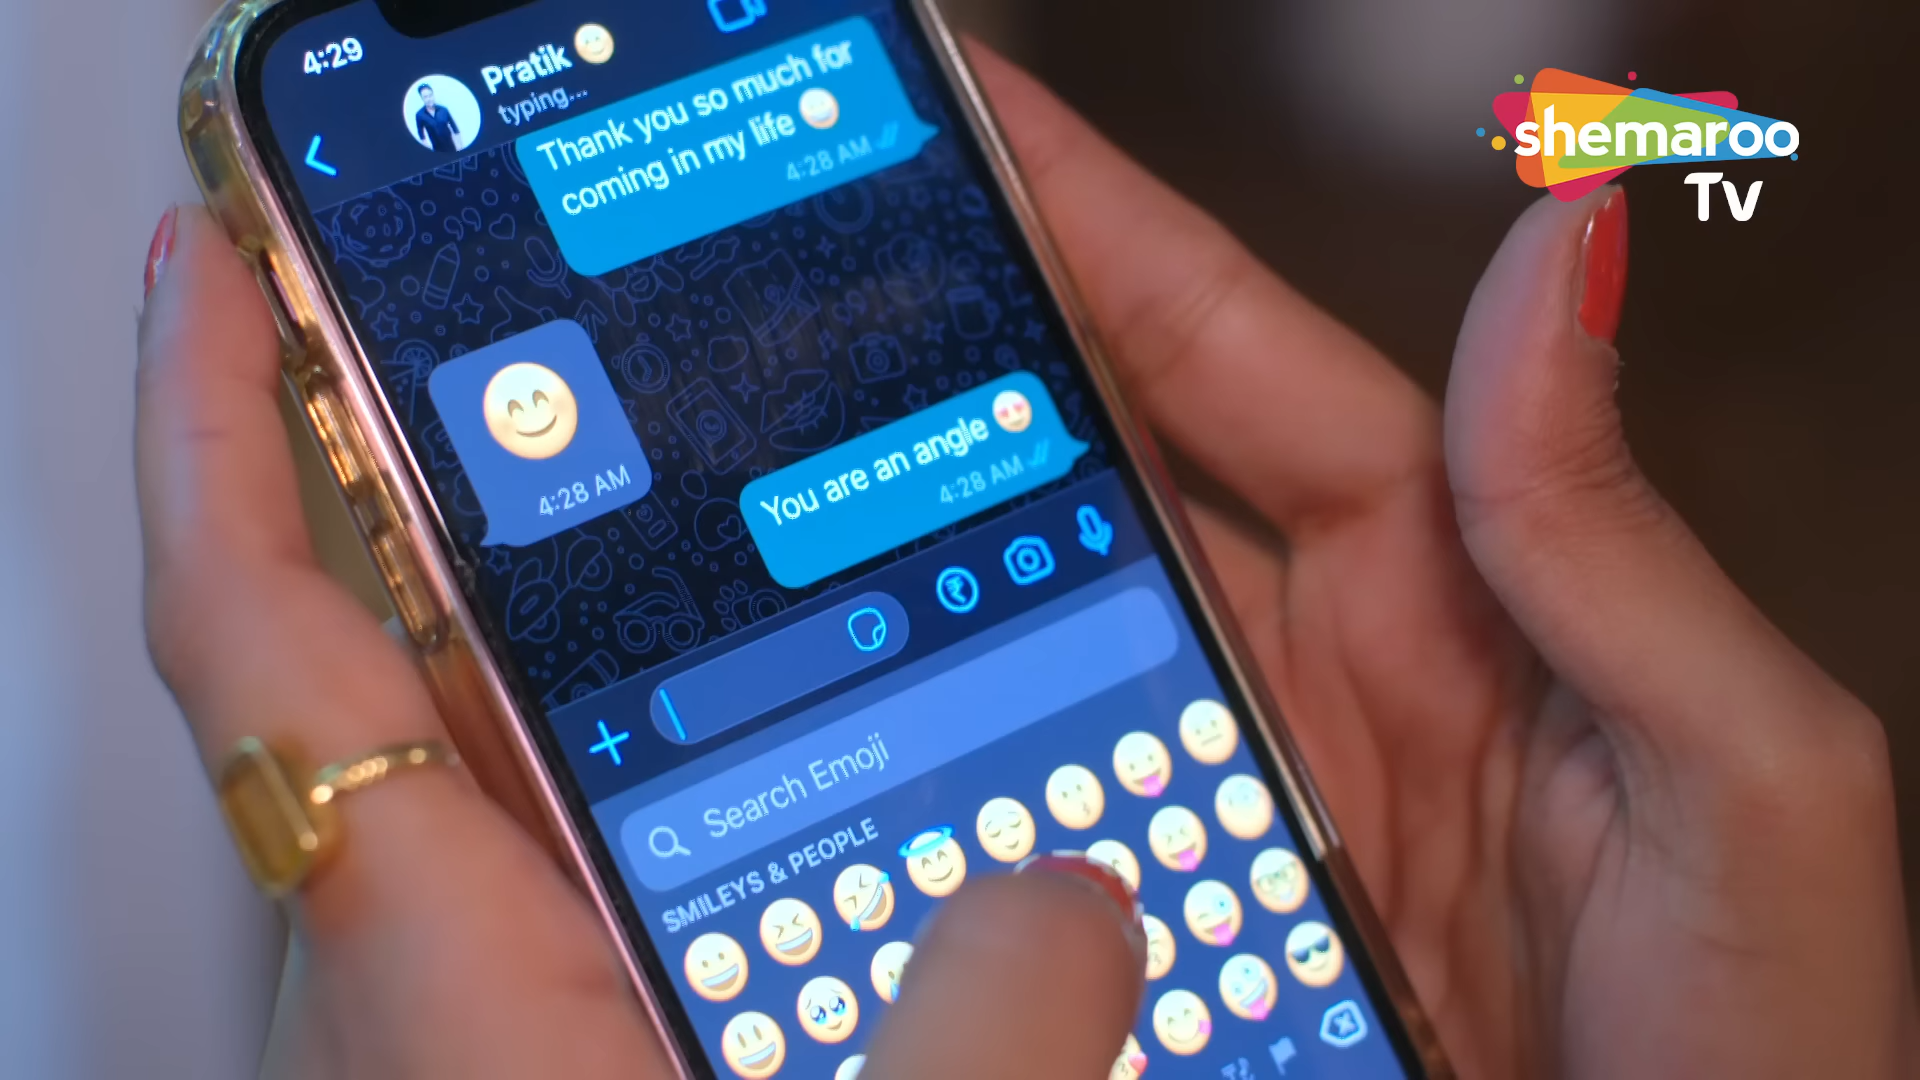 4:29
Pratik 😊
typing...
Thank you so much for
coming in my life 😊
4:28 AM
😊
4:28 AM
You are an angle 😍
4:28 AM
Search Emoji
SMILEYS & PEOPLE
shemaroo
Tv